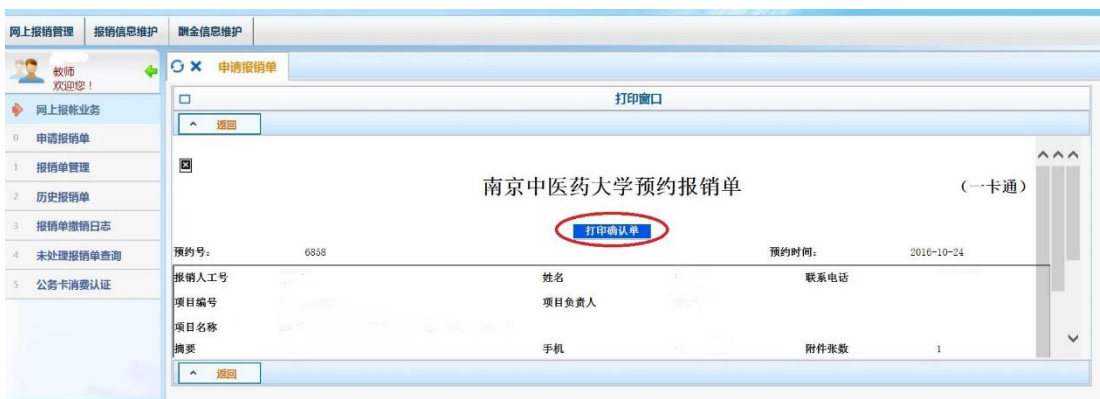 网上报销管理 报销信息维护 酬金信息维护
教师
欢迎您！
申请报销单
网上报帐业务
0 申请报销单
1 报销单管理
2 历史报销单
3 报销单撤销日志
4 未处理报销单查询
5 公务卡消费认证
打印窗口
返回
南京中医药大学预约报销单 （一卡通）
打印确认单
预约号： 6858 预约时间： 2016-10-24
报销人工号 姓名 联系电话
项目编号 项目负责人
项目名称
摘要 手机 附件张数 1
返回